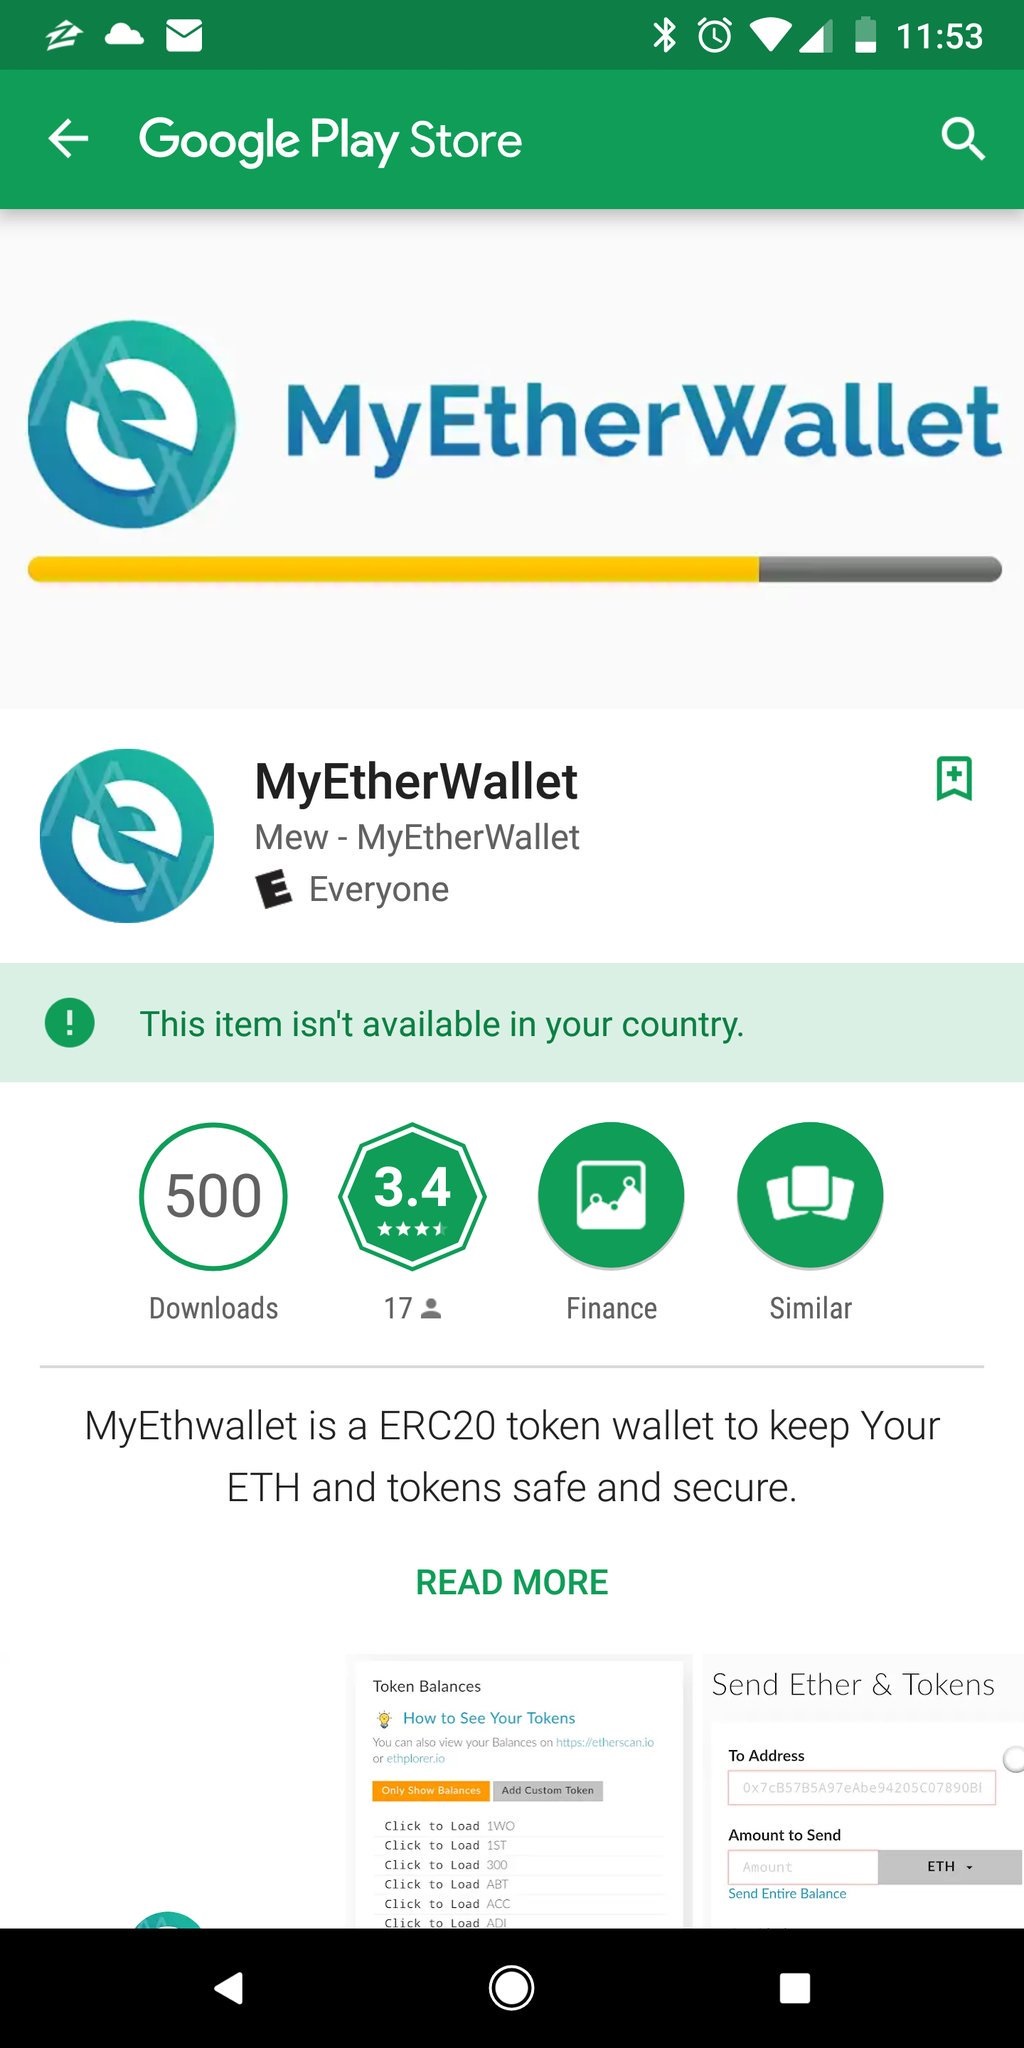 11:53
Google Play Store
MyEtherWallet
MyEtherWallet
Mew - MyEtherWallet
E Everyone
This item isn't available in your country.
500
3.4
Downloads
17
Finance
Similar
MyEthwallet is a ERC20 token wallet to keep Your
ETH and tokens safe and secure.
READ MORE
Token Balances
How to See Your Tokens
You can also view your Balances on https://etherscan.io
or ethplorer.io
Only Show Balances
Add Custom Token
Click to Load 1WO
Click to Load 1ST
Click to Load 300
Click to Load ABT
Click to Load ACC
Click to Load ADI
Send Ether & Tokens
To Address
0x7cB57B5A97eAbe94205C07890BI
Amount to Send
Amount
ETH
Send Entire Balance